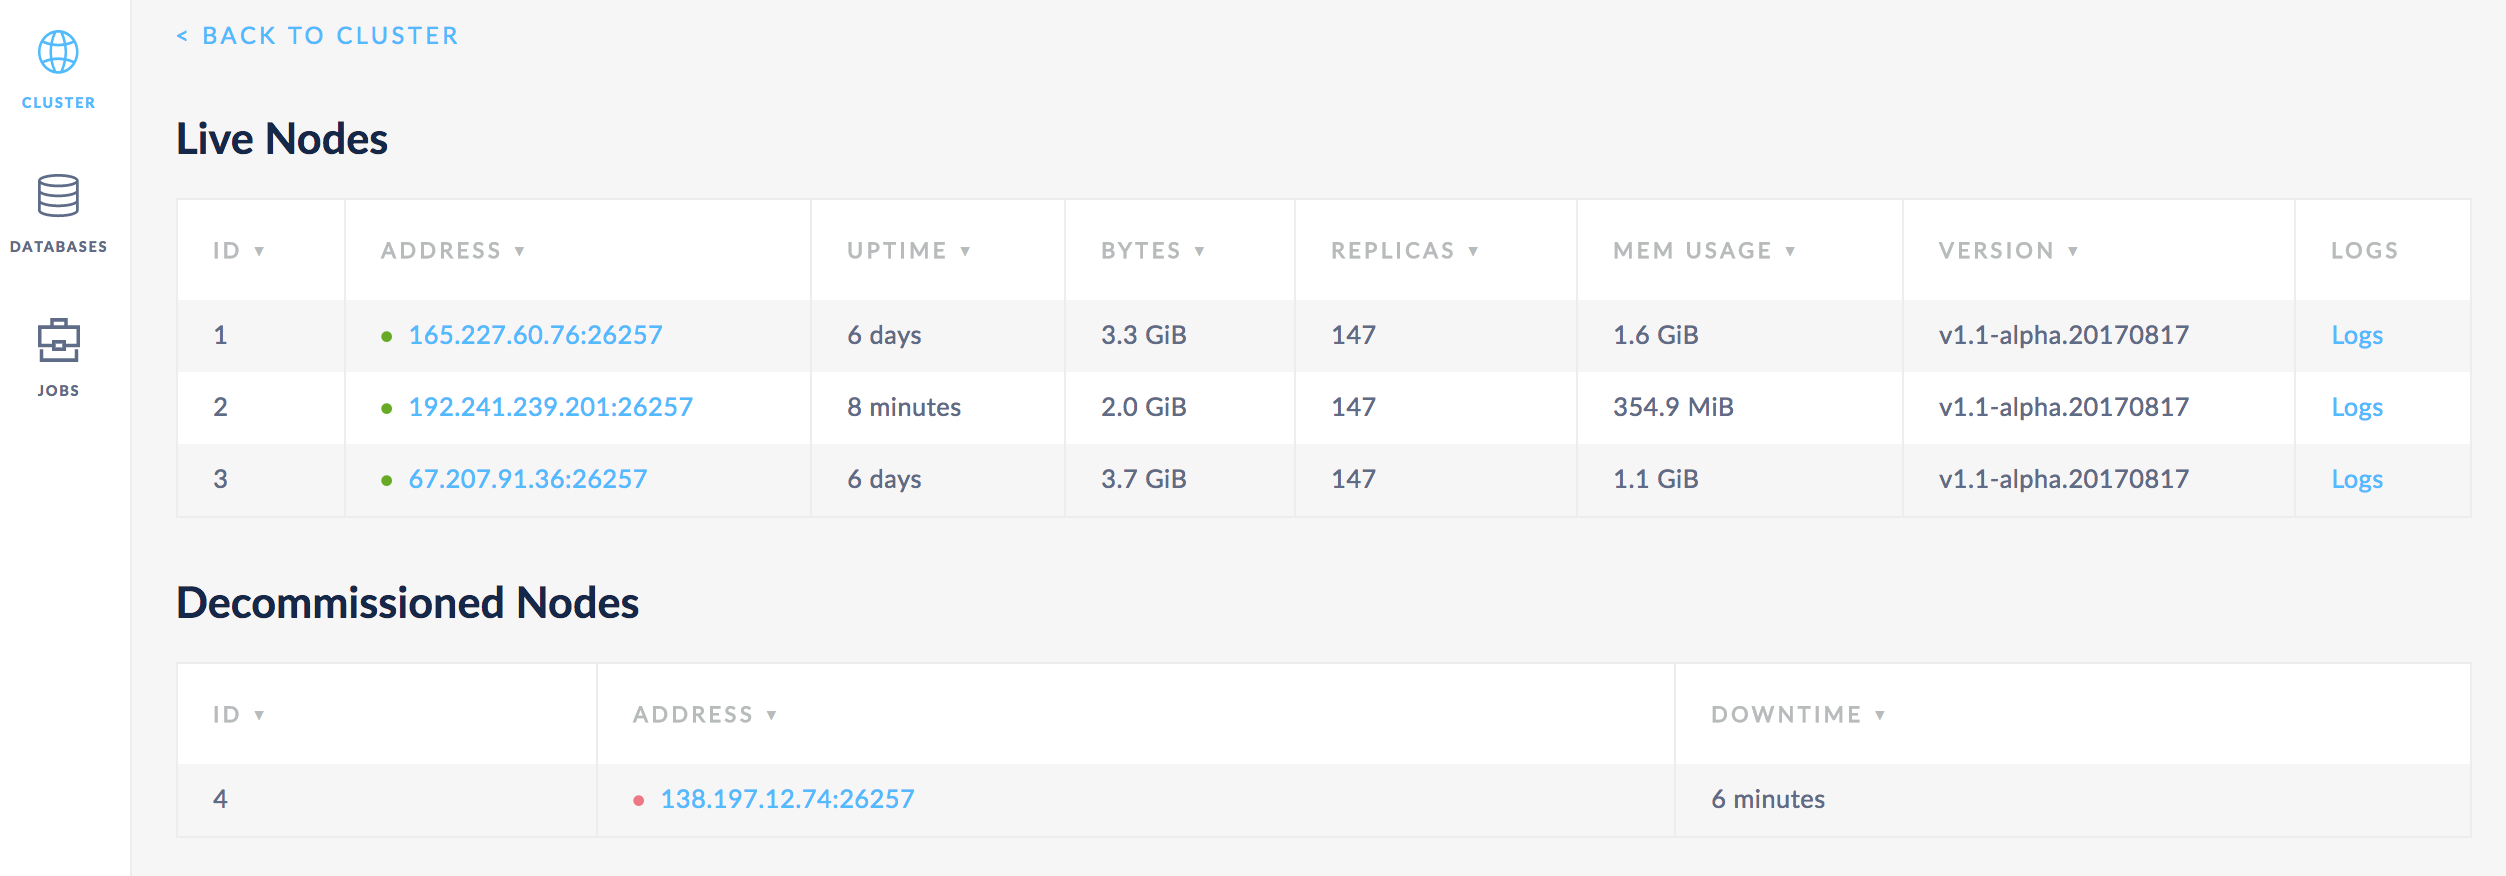 < BACK TO CLUSTER
CLUSTER
DATABASES
JOBS
Live Nodes
ID ▼ ADDRESS ▼ UPTIME ▼ BYTES ▼ REPLICAS ▼ MEM USAGE ▼ VERSION ▼ LOGS
1 165.227.60.76:26257 6 days 3.3 GiB 147 1.6 GiB v1.1-alpha.20170817 Logs
2 192.241.239.201:26257 8 minutes 2.0 GiB 147 354.9 MiB v1.1-alpha.20170817 Logs
3 67.207.91.36:26257 6 days 3.7 GiB 147 1.1 GiB v1.1-alpha.20170817 Logs
Decommissioned Nodes
ID ▼ ADDRESS ▼ DOWNTIME ▼
4 138.197.12.74:26257 6 minutes